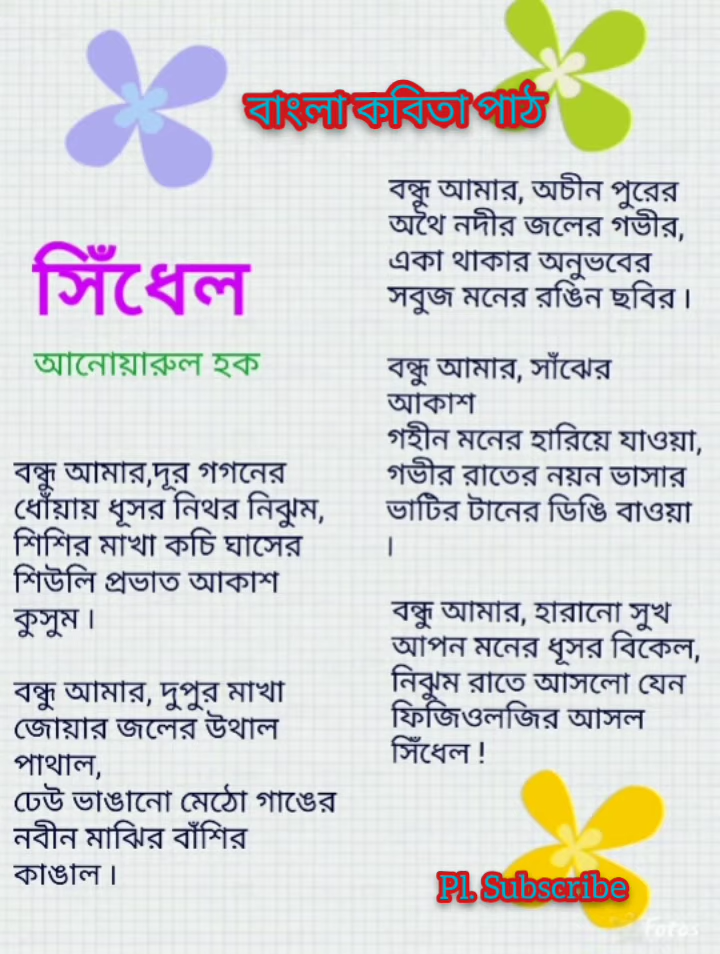 বাংলা কবিতা পাঠ
সিঁধেল
আনোয়ারুল হক
বন্ধু আমার,দূর গগনের
ধোঁয়ায় ধূসর নিথর নিঝুম,
শিশির মাখা কচি ঘাসের
শিউলি প্রভাত আকাশ
কুসুম।
বন্ধু আমার, দুপুর মাখা
জোয়ার জলের উথাল
পাথাল,
ঢেউ ভাঙানো মেঠো গাঙের
নবীন মাঝির বাঁশির
কাঙাল।
বন্ধু আমার, অচীন পুরের
অথৈ নদীর জলের গভীর,
একা থাকার অনুভবের
সবুজ মনের রঙিন ছবির।
বন্ধু আমার, সাঁঝের
আকাশ
গহীন মনের হারিয়ে যাওয়া,
গভীর রাতের নয়ন ভাসার
ভাটির টানের ডিঙি বাওয়া
।
বন্ধু আমার, হারানো সুখ
আপন মনের ধূসর বিকেল,
নিঝুম রাতে আসলো যেন
ফিজিওলজির আসল
সিঁধেল !
Pl. Subscribe
Fotos